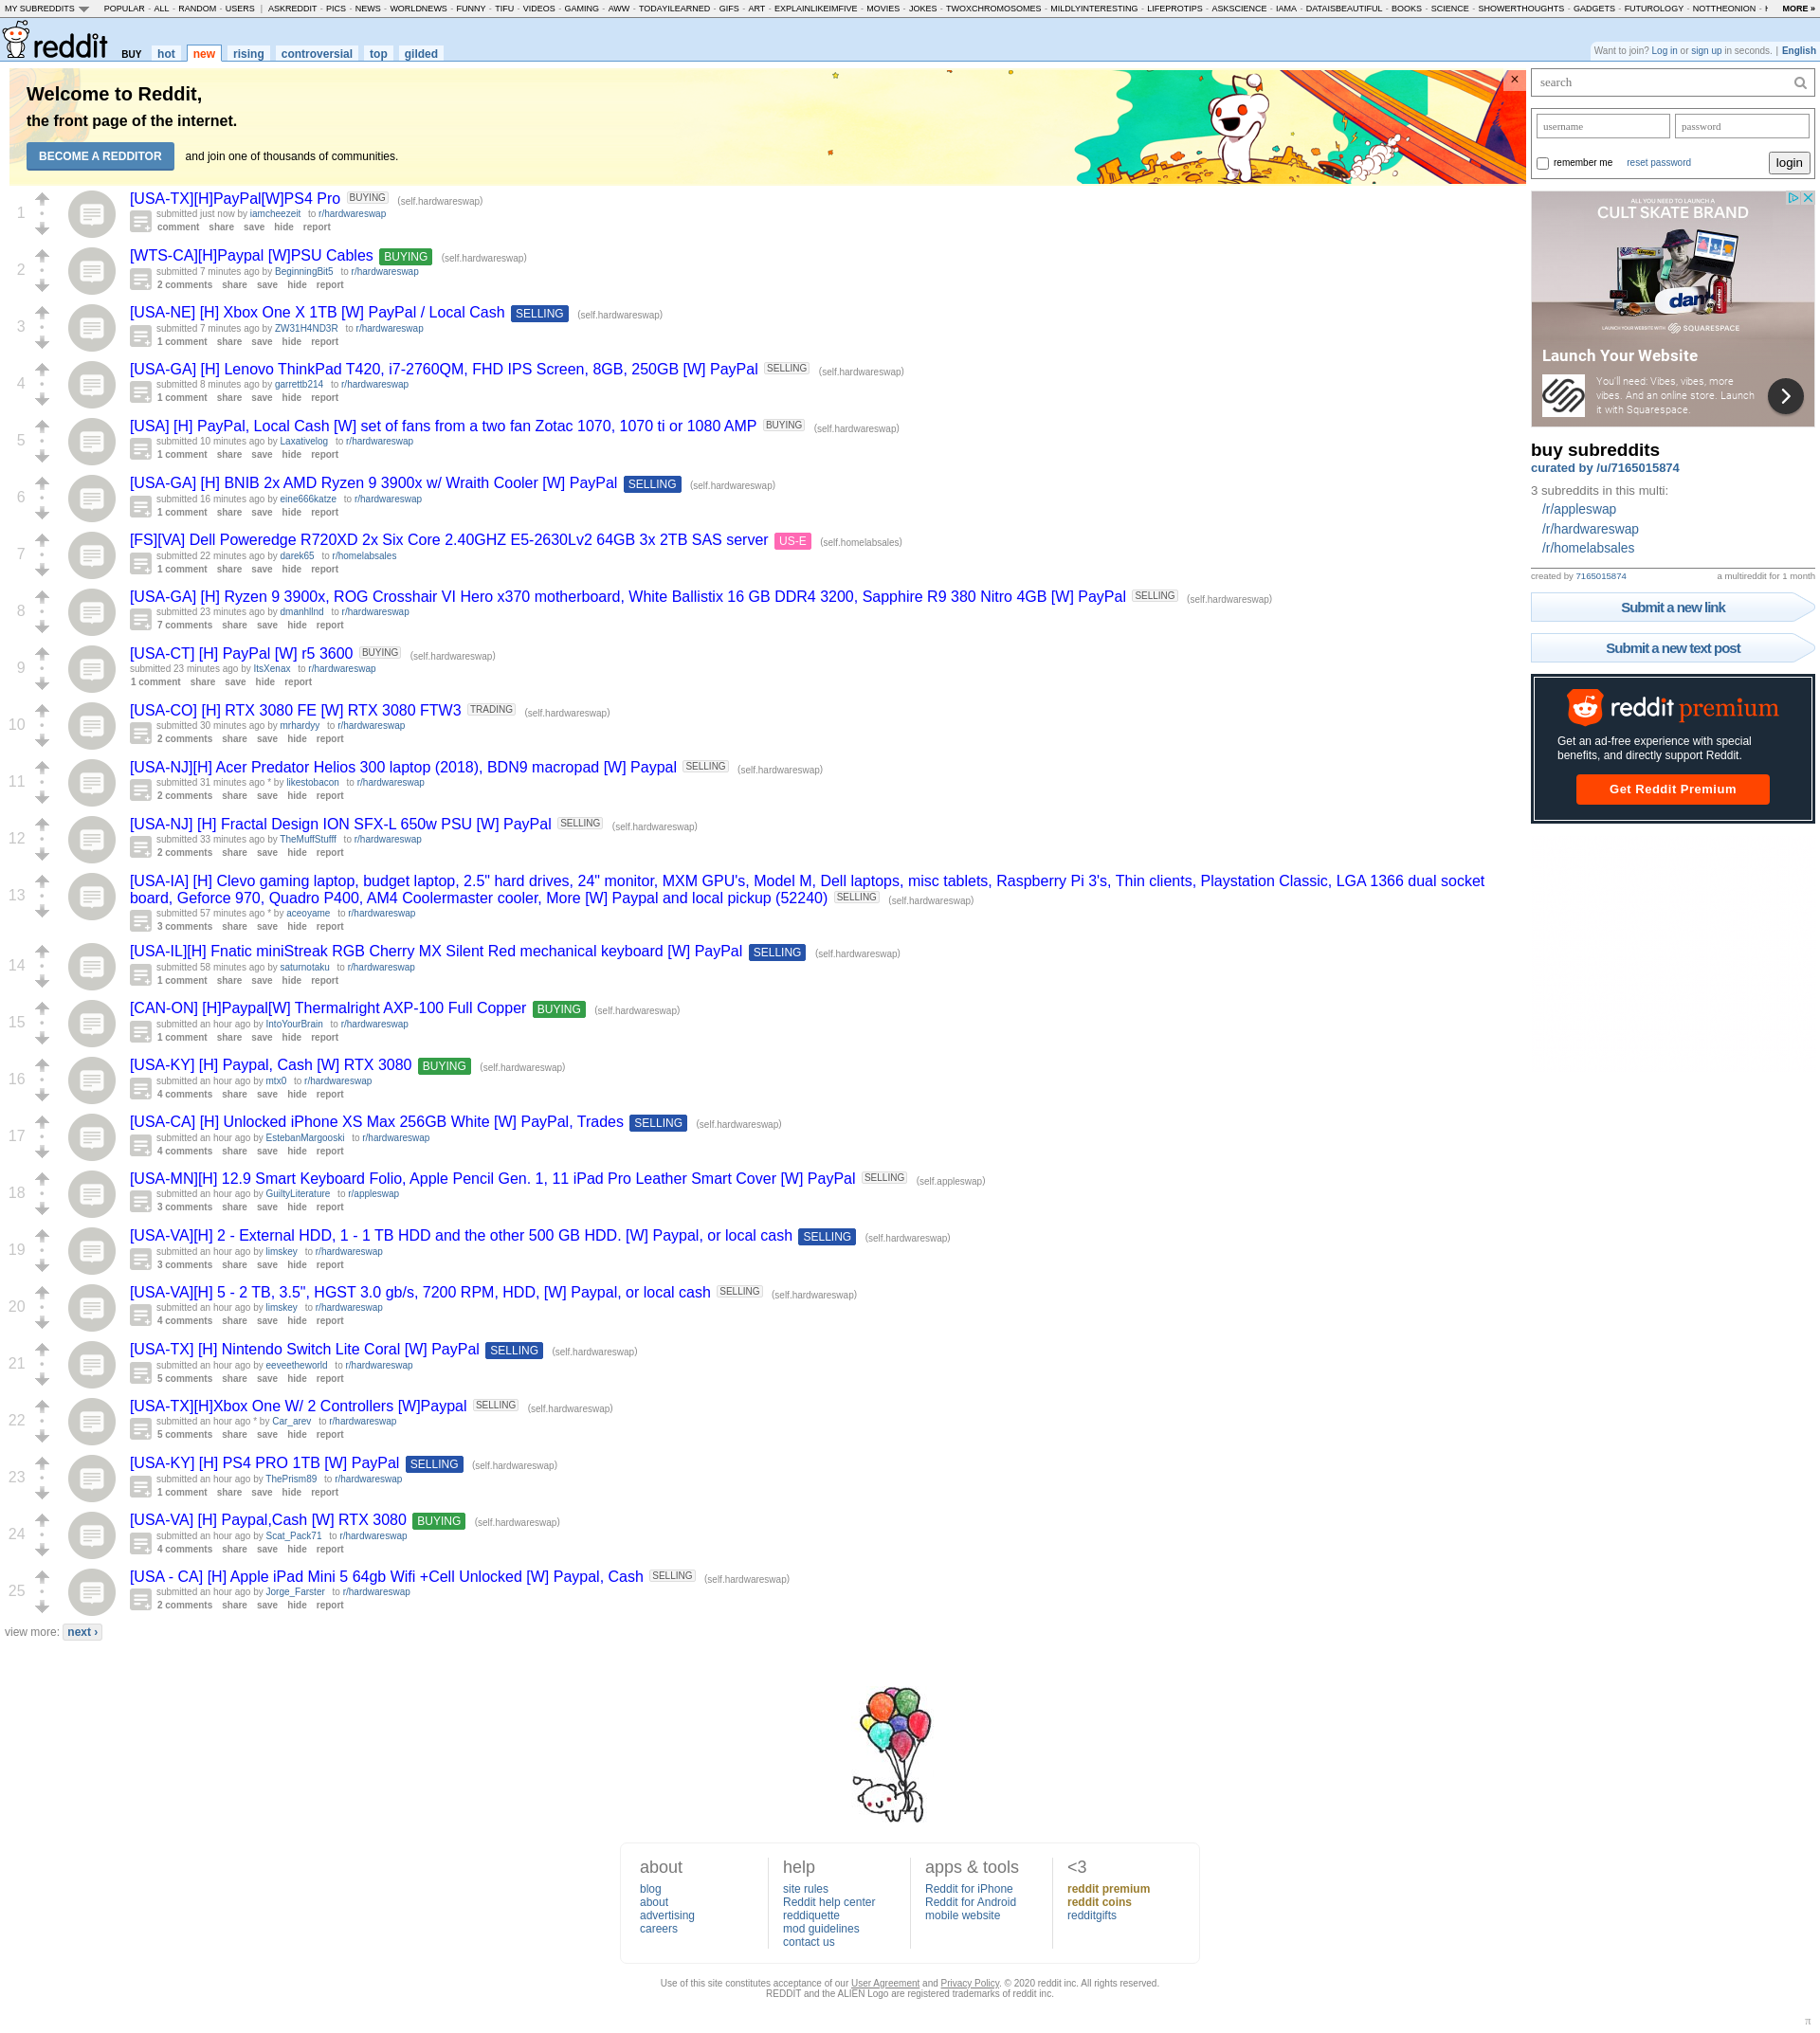 MY SUBREDDITS POPULAR - ALL - RANDOM - USERS | ASKREDDIT - PICS - NEWS - WORLDNEWS - FUNNY - TIFU - VIDEOS - GAMING - AWW - TODAYILEARNED - GIFS - ART - EXPLAINLIKEIMFIVE - MOVIES - JOKES - TWOXCHROMOSOMES - MILDLYINTERESTING - LIFEPROTIPS - ASKSCIENCE - IAMA - DATAISBEAUTIFUL - BOOKS - SCIENCE - SHOWERTHOUGHTS - GADGETS - FUTUROLOGY - NOTTHEONION - MORE »
reddit BUY hot new rising controversial top gilded
Want to join? Log in or sign up in seconds. | English
Welcome to Reddit,
the front page of the internet.
BECOME A REDDITOR and join one of thousands of communities.
×
1
[USA-TX][H]PayPal[W]PS4 Pro BUYING (self.hardwareswap)
submitted just now by iamcheezeit to r/hardwareswap
comment share save hide report
2
[WTS-CA][H]Paypal [W]PSU Cables BUYING (self.hardwareswap)
submitted 7 minutes ago by BeginningBit5 to r/hardwareswap
2 comments share save hide report
3
[USA-NE] [H] Xbox One X 1TB [W] PayPal / Local Cash SELLING (self.hardwareswap)
submitted 7 minutes ago by ZW31H4ND3R to r/hardwareswap
1 comment share save hide report
4
[USA-GA] [H] Lenovo ThinkPad T420, i7-2760QM, FHD IPS Screen, 8GB, 250GB [W] PayPal SELLING (self.hardwareswap)
submitted 8 minutes ago by garrettb214 to r/hardwareswap
1 comment share save hide report
5
[USA] [H] PayPal, Local Cash [W] set of fans from a two fan Zotac 1070, 1070 ti or 1080 AMP BUYING (self.hardwareswap)
submitted 10 minutes ago by Laxativelog to r/hardwareswap
1 comment share save hide report
6
[USA-GA] [H] BNIB 2x AMD Ryzen 9 3900x w/ Wraith Cooler [W] PayPal SELLING (self.hardwareswap)
submitted 16 minutes ago by eine666katze to r/hardwareswap
1 comment share save hide report
7
[FS][VA] Dell Poweredge R720XD 2x Six Core 2.40GHZ E5-2630Lv2 64GB 3x 2TB SAS server US-E (self.homelabsales)
submitted 22 minutes ago by darek65 to r/homelabsales
1 comment share save hide report
8
[USA-GA] [H] Ryzen 9 3900x, ROG Crosshair VI Hero x370 motherboard, White Ballistix 16 GB DDR4 3200, Sapphire R9 380 Nitro 4GB [W] PayPal SELLING (self.hardwareswap)
submitted 23 minutes ago by dmanhllnd to r/hardwareswap
7 comments share save hide report
9
[USA-CT] [H] PayPal [W] r5 3600 BUYING (self.hardwareswap)
submitted 23 minutes ago by ItsXenax to r/hardwareswap
1 comment share save hide report
10
[USA-CO] [H] RTX 3080 FE [W] RTX 3080 FTW3 TRADING (self.hardwareswap)
submitted 30 minutes ago by mrhardyy to r/hardwareswap
2 comments share save hide report
11
[USA-NJ][H] Acer Predator Helios 300 laptop (2018), BDN9 macropad [W] Paypal SELLING (self.hardwareswap)
submitted 31 minutes ago * by likestobacon to r/hardwareswap
2 comments share save hide report
12
[USA-NJ] [H] Fractal Design ION SFX-L 650w PSU [W] PayPal SELLING (self.hardwareswap)
submitted 33 minutes ago by TheMuffStufff to r/hardwareswap
2 comments share save hide report
13
[USA-IA] [H] Clevo gaming laptop, budget laptop, 2.5" hard drives, 24" monitor, MXM GPU's, Model M, Dell laptops, misc tablets, Raspberry Pi 3's, Thin clients, Playstation Classic, LGA 1366 dual socket
board, Geforce 970, Quadro P400, AM4 Coolermaster cooler, More [W] Paypal and local pickup (52240) SELLING (self.hardwareswap)
submitted 57 minutes ago * by aceoyame to r/hardwareswap
3 comments share save hide report
14
[USA-IL][H] Fnatic miniStreak RGB Cherry MX Silent Red mechanical keyboard [W] PayPal SELLING (self.hardwareswap)
submitted 58 minutes ago by saturnotaku to r/hardwareswap
1 comment share save hide report
15
[CAN-ON] [H]Paypal[W] Thermalright AXP-100 Full Copper BUYING (self.hardwareswap)
submitted an hour ago by IntoYourBrain to r/hardwareswap
1 comment share save hide report
16
[USA-KY] [H] Paypal, Cash [W] RTX 3080 BUYING (self.hardwareswap)
submitted an hour ago by mtx0 to r/hardwareswap
4 comments share save hide report
17
[USA-CA] [H] Unlocked iPhone XS Max 256GB White [W] PayPal, Trades SELLING (self.hardwareswap)
submitted an hour ago by EstebanMargooski to r/hardwareswap
4 comments share save hide report
18
[USA-MN][H] 12.9 Smart Keyboard Folio, Apple Pencil Gen. 1, 11 iPad Pro Leather Smart Cover [W] PayPal SELLING (self.appleswap)
submitted an hour ago by GuiltyLiterature to r/appleswap
3 comments share save hide report
19
[USA-VA][H] 2 - External HDD, 1 - 1 TB HDD and the other 500 GB HDD. [W] Paypal, or local cash SELLING (self.hardwareswap)
submitted an hour ago by limskey to r/hardwareswap
3 comments share save hide report
20
[USA-VA][H] 5 - 2 TB, 3.5", HGST 3.0 gb/s, 7200 RPM, HDD, [W] Paypal, or local cash SELLING (self.hardwareswap)
submitted an hour ago by limskey to r/hardwareswap
4 comments share save hide report
21
[USA-TX] [H] Nintendo Switch Lite Coral [W] PayPal SELLING (self.hardwareswap)
submitted an hour ago by eeveetheworld to r/hardwareswap
5 comments share save hide report
22
[USA-TX][H]Xbox One W/ 2 Controllers [W]Paypal SELLING (self.hardwareswap)
submitted an hour ago * by Car_arev to r/hardwareswap
5 comments share save hide report
23
[USA-KY] [H] PS4 PRO 1TB [W] PayPal SELLING (self.hardwareswap)
submitted an hour ago by ThePrism89 to r/hardwareswap
1 comment share save hide report
24
[USA-VA] [H] Paypal,Cash [W] RTX 3080 BUYING (self.hardwareswap)
submitted an hour ago by Scat_Pack71 to r/hardwareswap
4 comments share save hide report
25
[USA - CA] [H] Apple iPad Mini 5 64gb Wifi +Cell Unlocked [W] Paypal, Cash SELLING (self.hardwareswap)
submitted an hour ago by Jorge_Farster to r/hardwareswap
2 comments share save hide report
view more: next ›
search
username password
remember me reset password login
ALL YOU NEED TO LAUNCH A
CULT SKATE BRAND
dam
LAUNCH YOUR WEBSITE WITH SQUARESPACE
Launch Your Website
You'll need: Vibes, vibes, more
vibes. And an online store. Launch
it with Squarespace.
buy subreddits
curated by /u/7165015874
3 subreddits in this multi:
/r/appleswap
/r/hardwareswap
/r/homelabsales
created by 7165015874 a multireddit for 1 month
Submit a new link
Submit a new text post
reddit premium
Get an ad-free experience with special
benefits, and directly support Reddit.
Get Reddit Premium
about
blog
about
advertising
careers
help
site rules
Reddit help center
reddiquette
mod guidelines
contact us
apps & tools
Reddit for iPhone
Reddit for Android
mobile website
<3
reddit premium
reddit coins
redditgifts
Use of this site constitutes acceptance of our User Agreement and Privacy Policy. © 2020 reddit inc. All rights reserved.
REDDIT and the ALIEN Logo are registered trademarks of reddit inc.
π